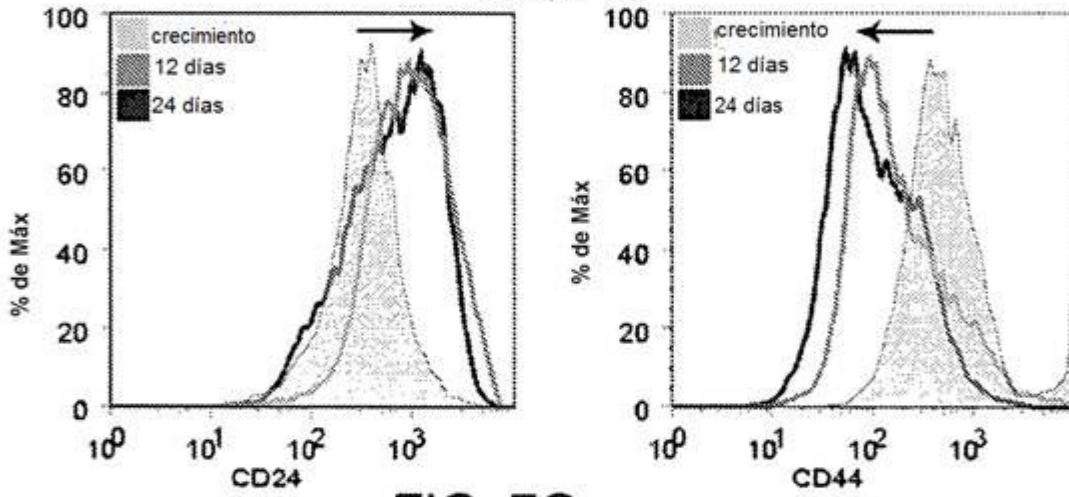 100
80
60
40
20
0
% de Máx
crecimiento
12 días
24 días
10^0 10^1 10^2 10^3
CD24
100
80
60
40
20
0
% de Máx
crecimiento
12 días
24 días
10^0 10^1 10^2 10^3
CD44